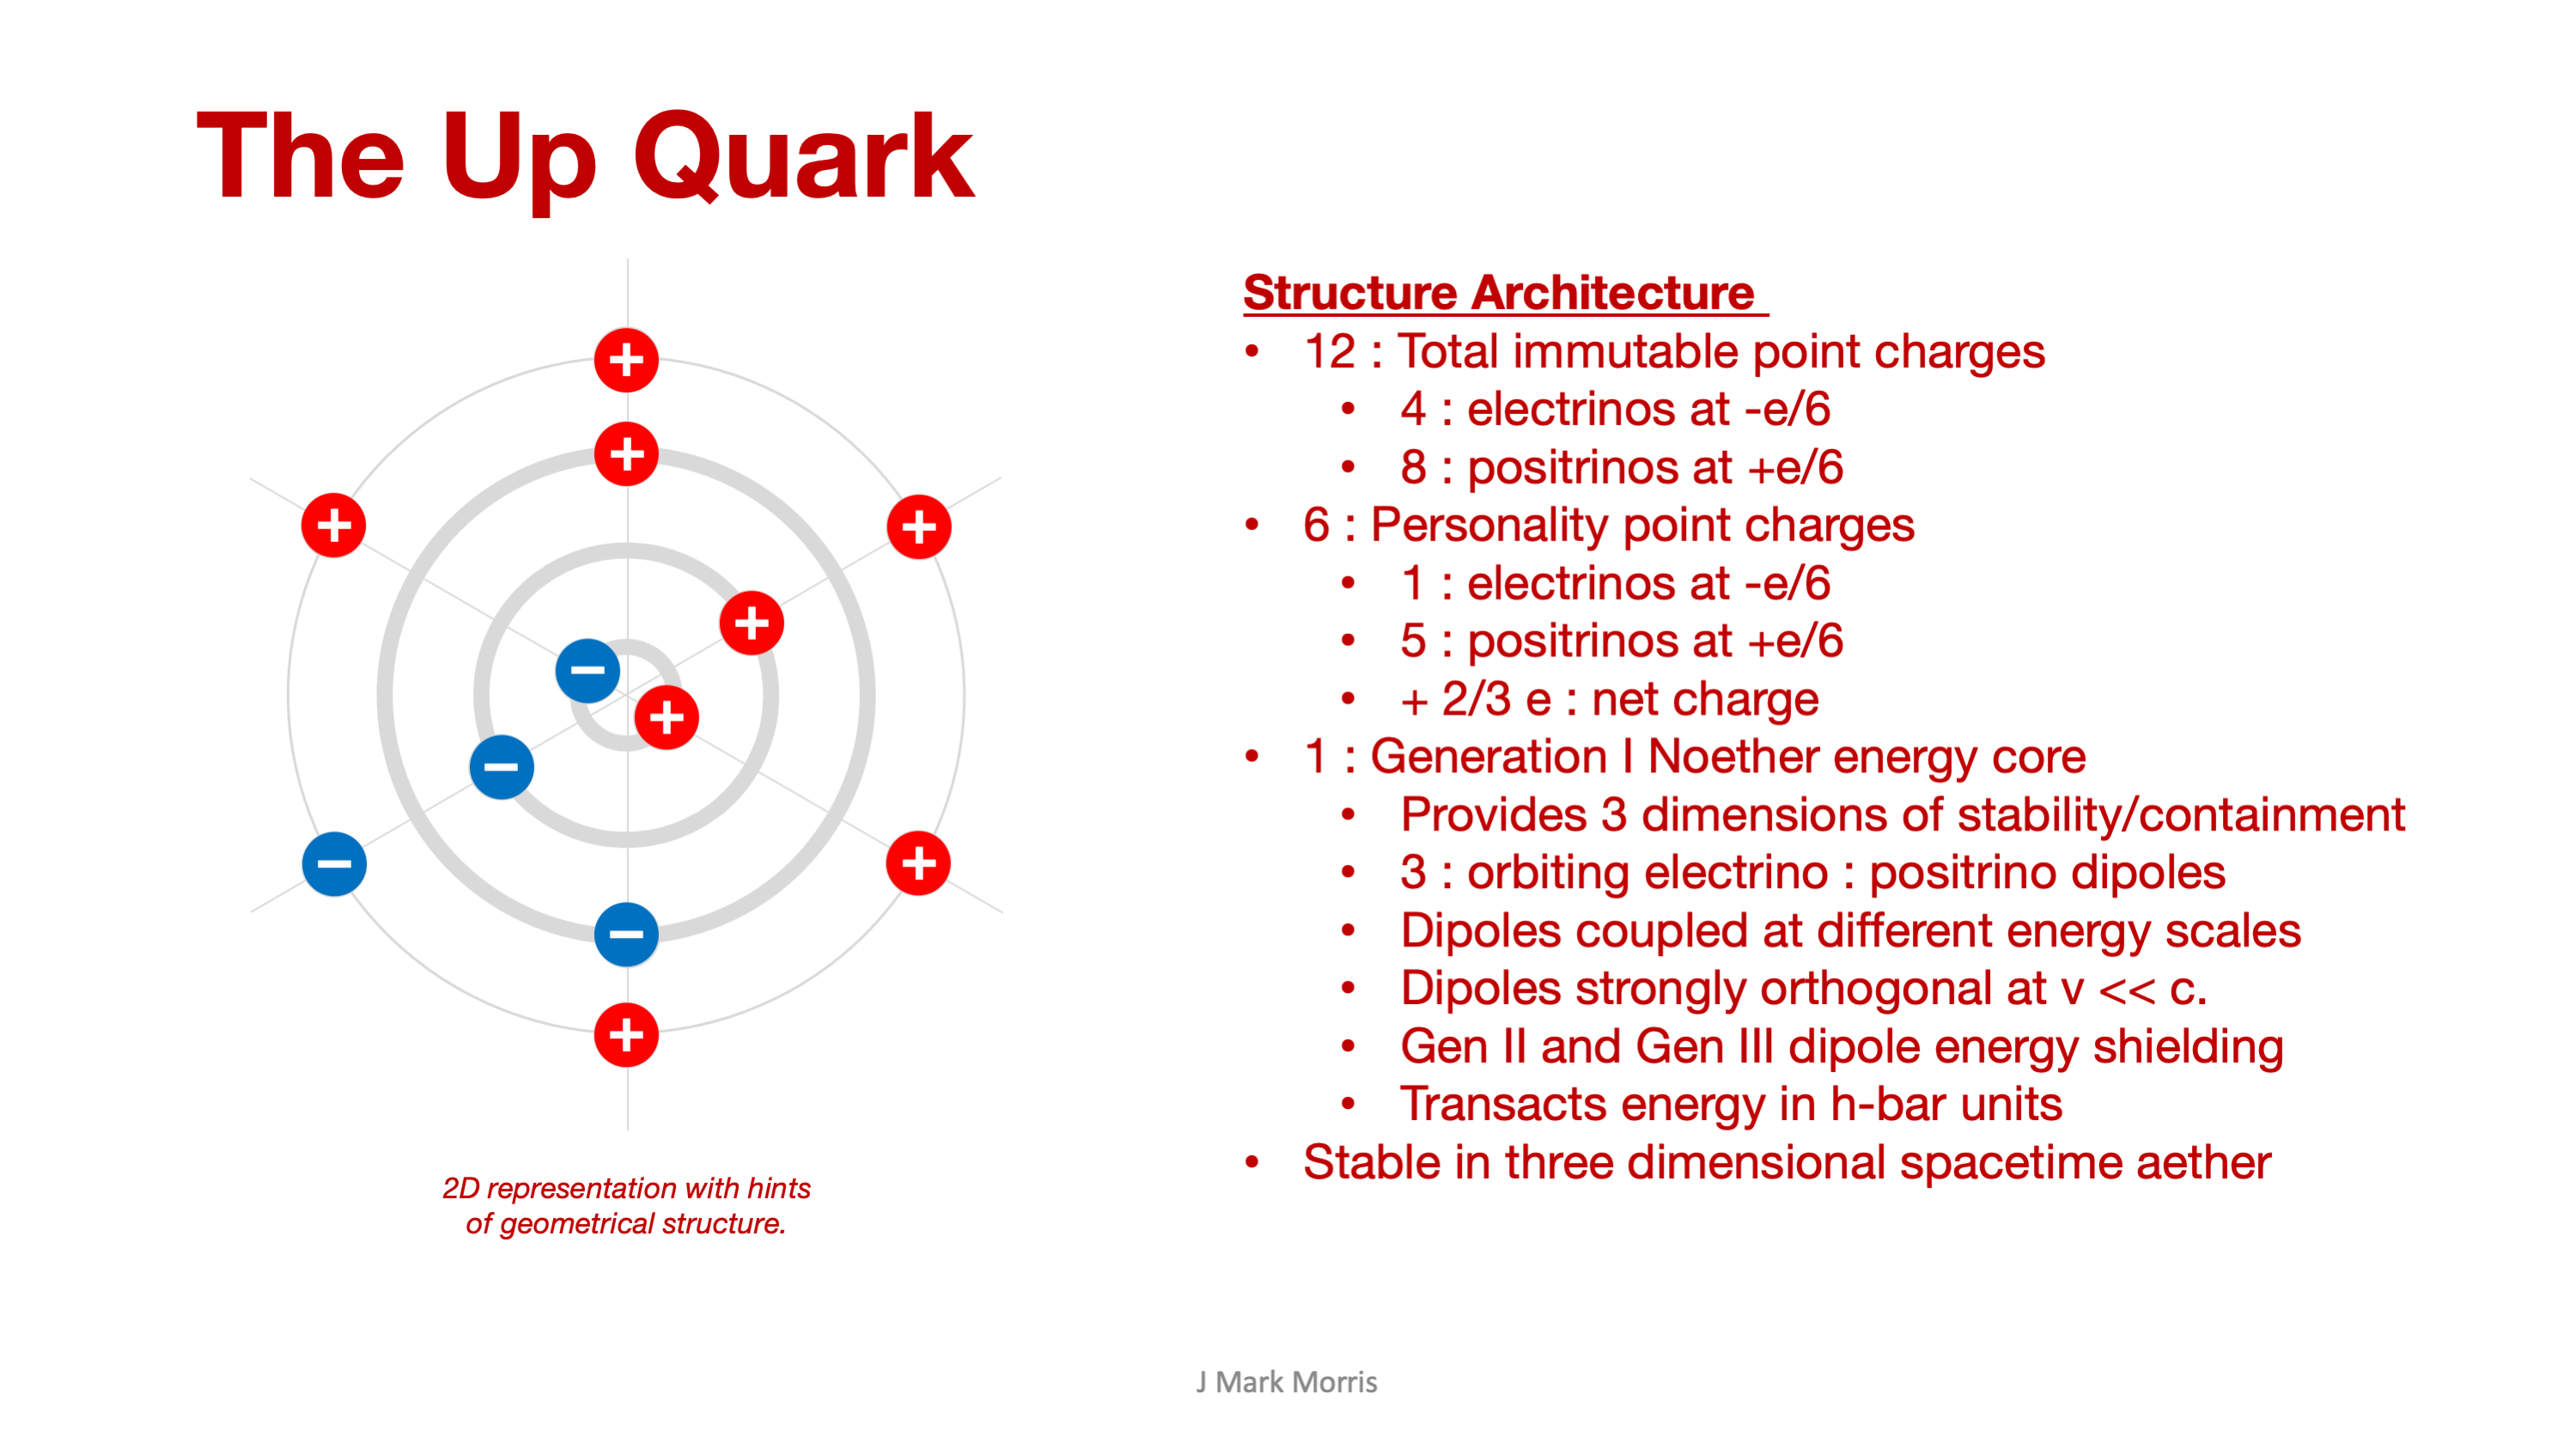 The Up Quark
+
+
+
+
+
−
+
−
−
+
−
+
2D representation with hints
of geometrical structure.
Structure Architecture
• 12 : Total immutable point charges
• 4 : electrinos at -e/6
• 8 : positrinos at +e/6
• 6 : Personality point charges
• 1 : electrinos at -e/6
• 5 : positrinos at +e/6
• + 2/3 e : net charge
• 1 : Generation I Noether energy core
• Provides 3 dimensions of stability/containment
• 3 : orbiting electrino : positrino dipoles
• Dipoles coupled at different energy scales
• Dipoles strongly orthogonal at v << c.
• Gen II and Gen III dipole energy shielding
• Transacts energy in h-bar units
• Stable in three dimensional spacetime aether
J Mark Morris